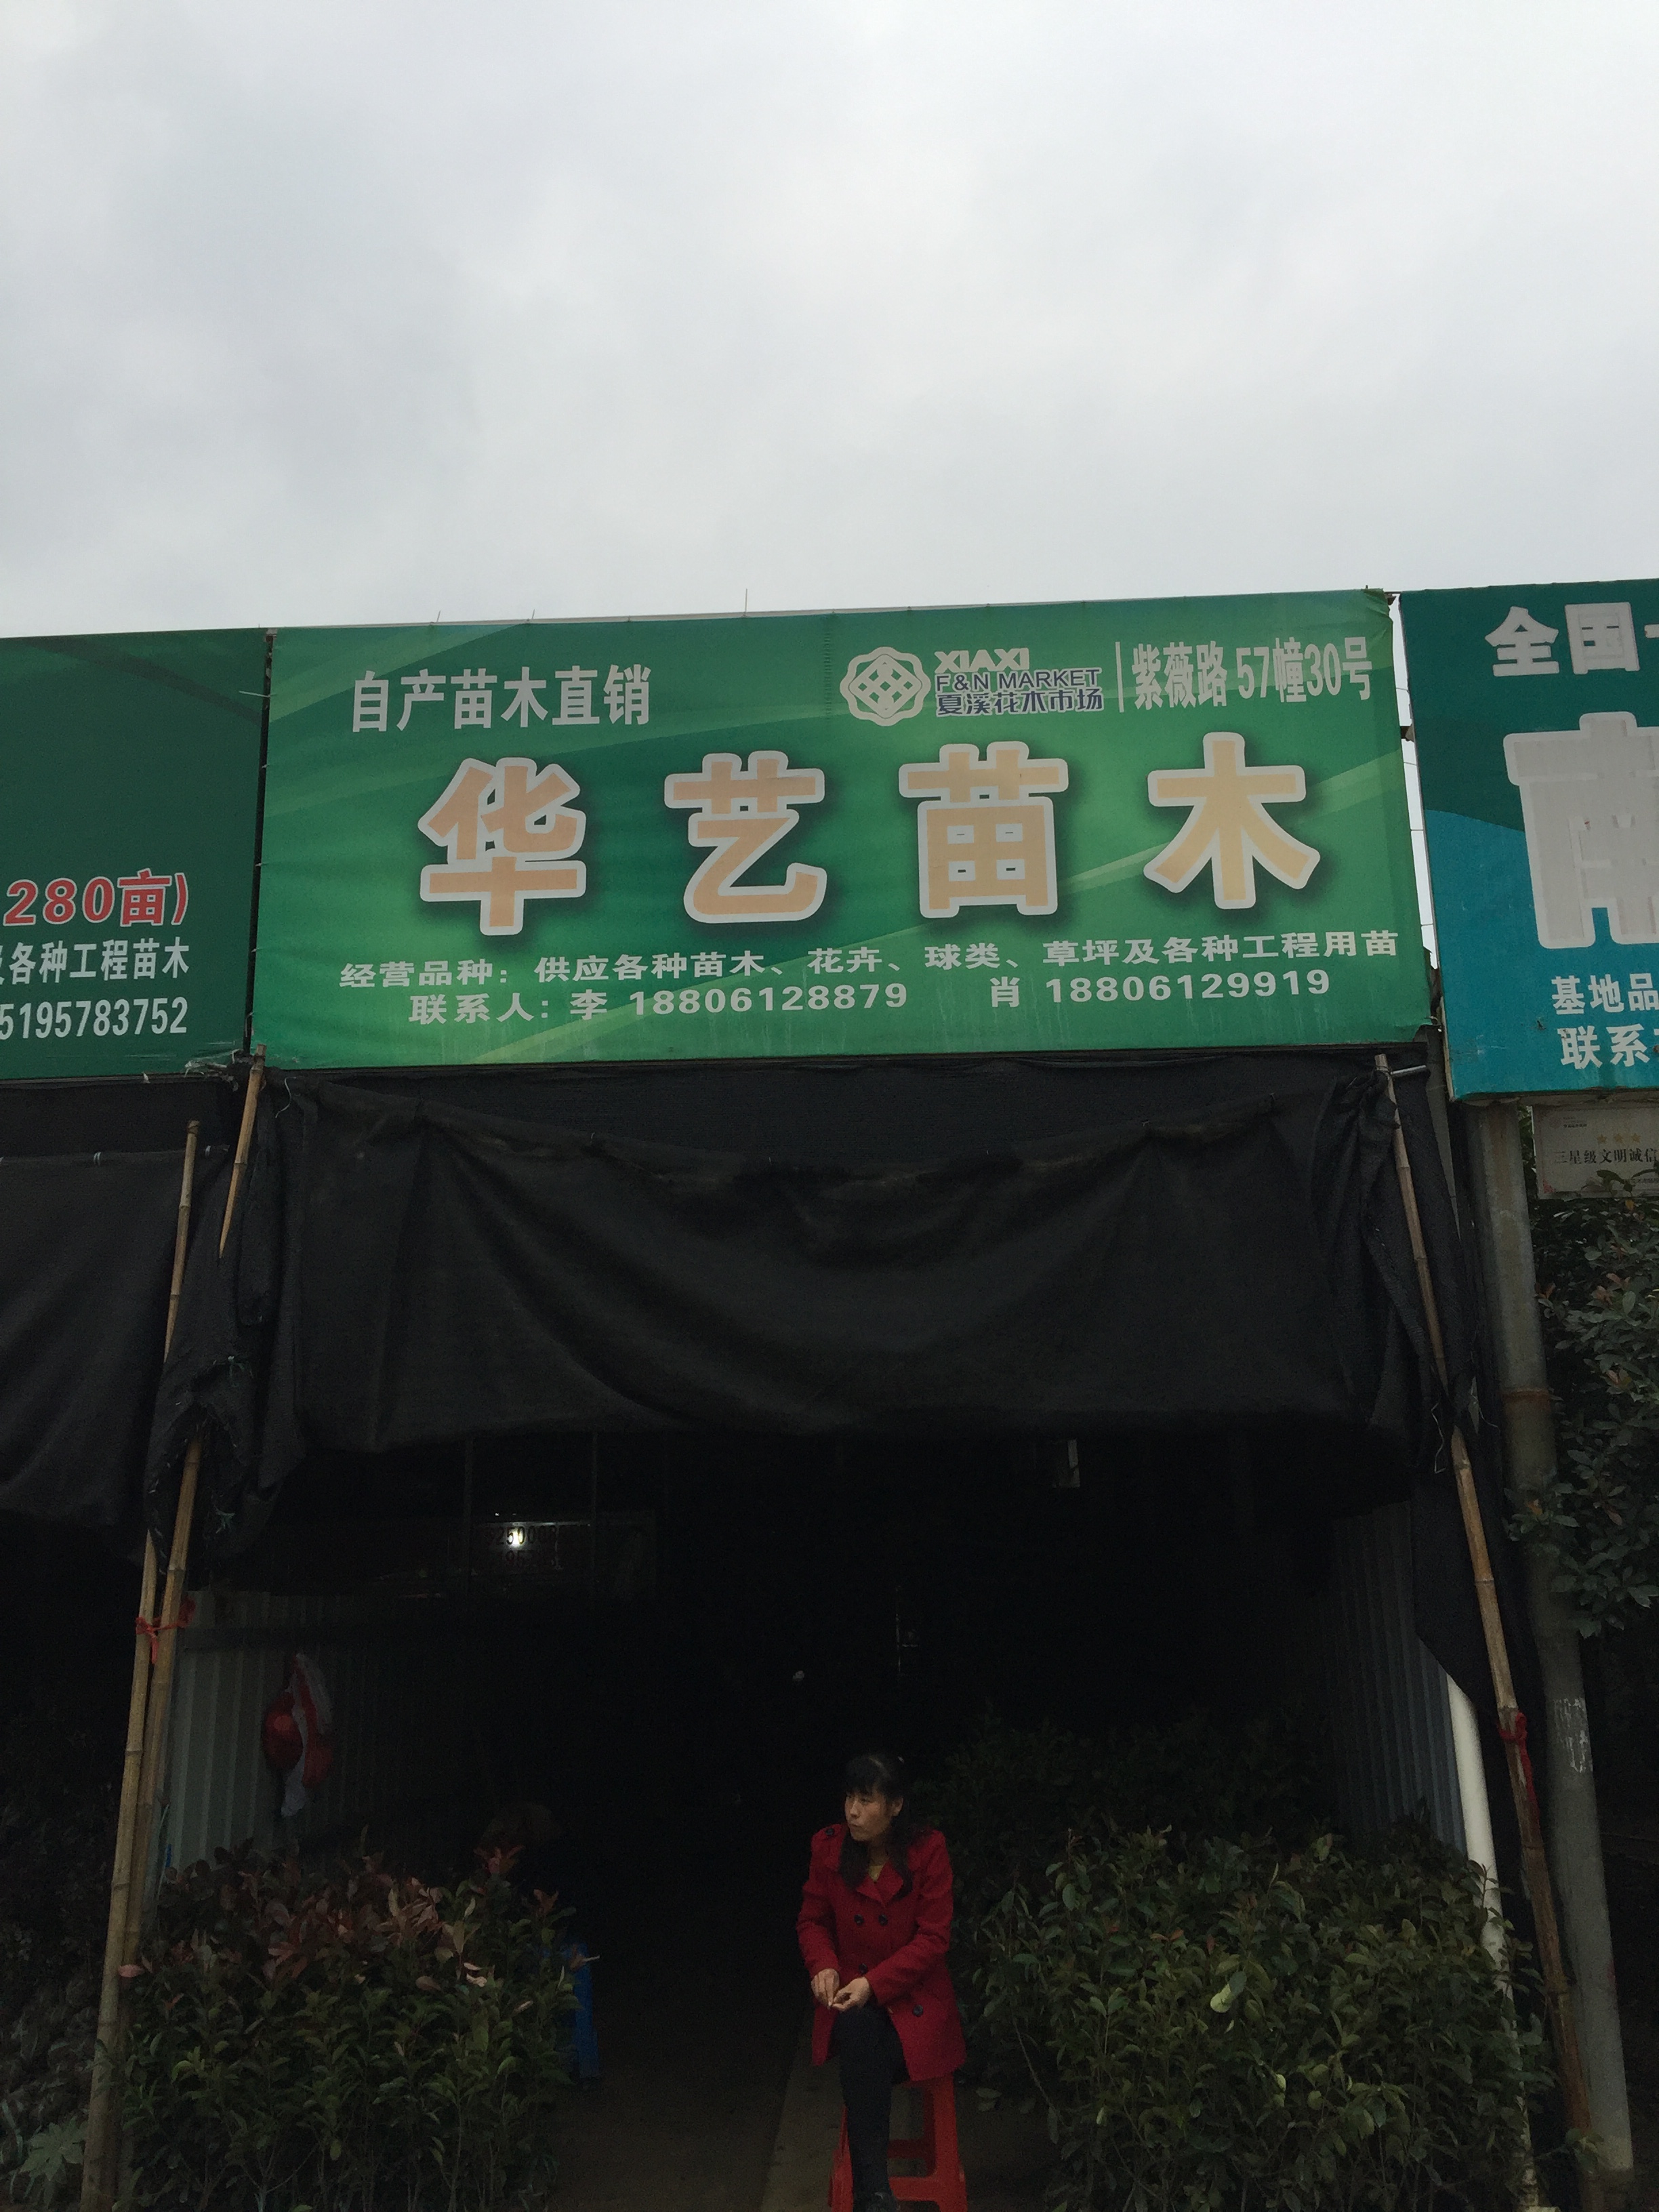 自产苗木直销
XIAXI
F&N MARKET
夏溪花木市场
紫薇路 57幢30号
华艺苗木
经营品种：供应各种苗木、花卉、球类、草坪及各种工程用苗
联系人：李 18806128879 肖 18806129919
280亩)
各种工程苗木
5195783752
全国
基地品
联系
三星级文明诚信